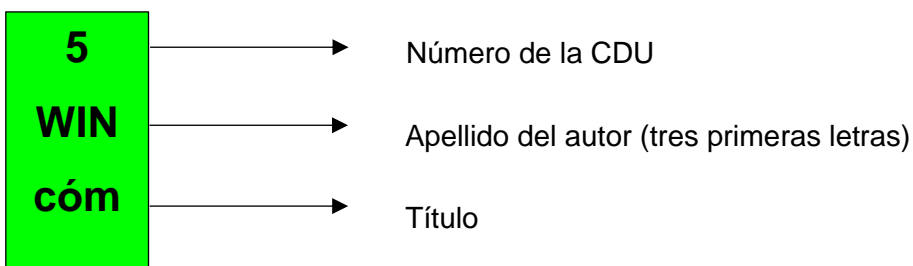 5
Número de la CDU
WIN
Apellido del autor (tres primeras letras)
cóm
Título